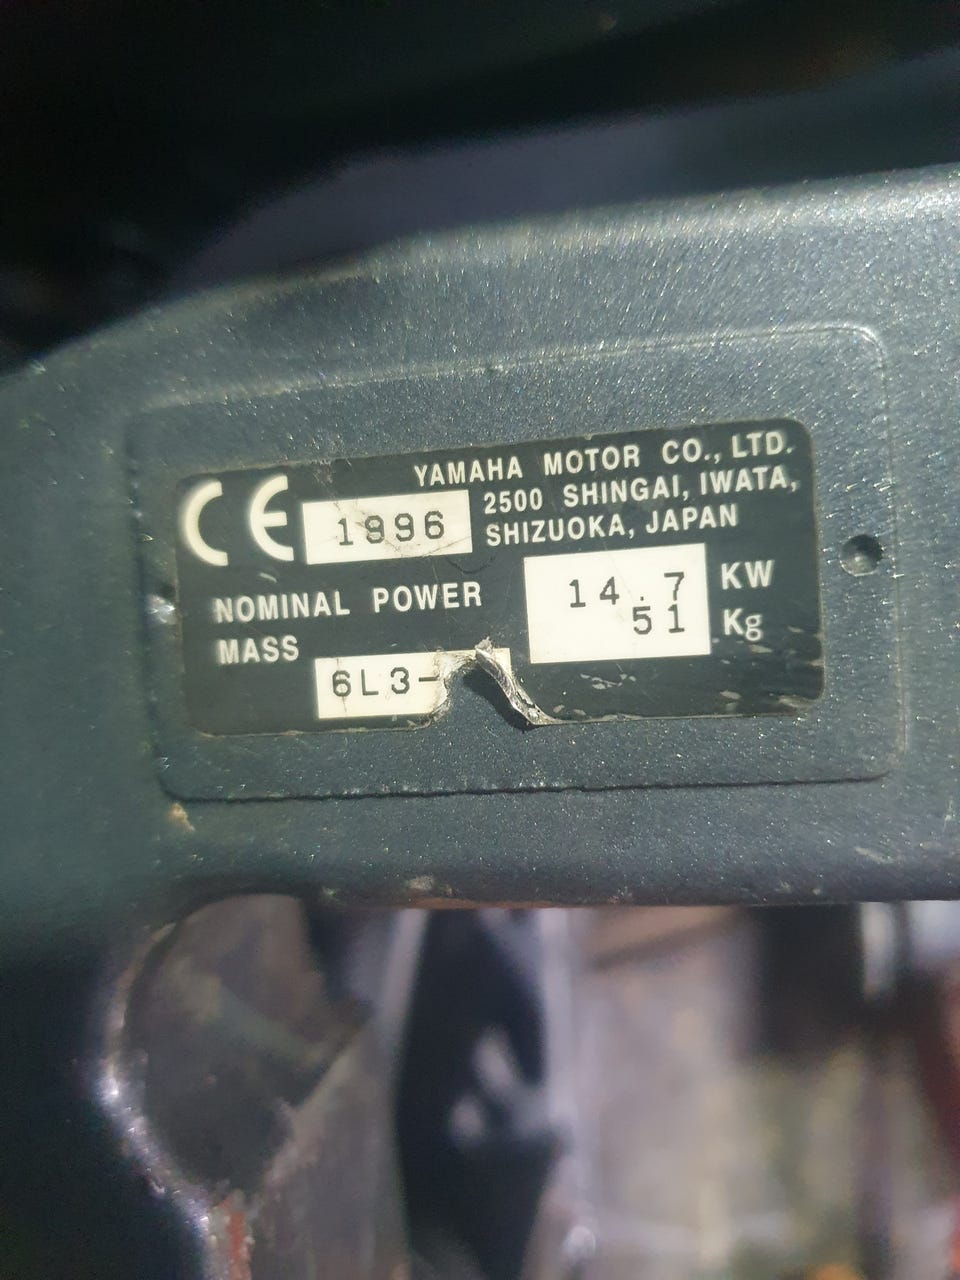 YAMAHA MOTOR CO., LTD.
CE 1996 2500 SHINGAI, IWATA,
SHIZUOKA, JAPAN
NOMINAL POWER 14.7 KW
MASS 51 Kg
6L3-